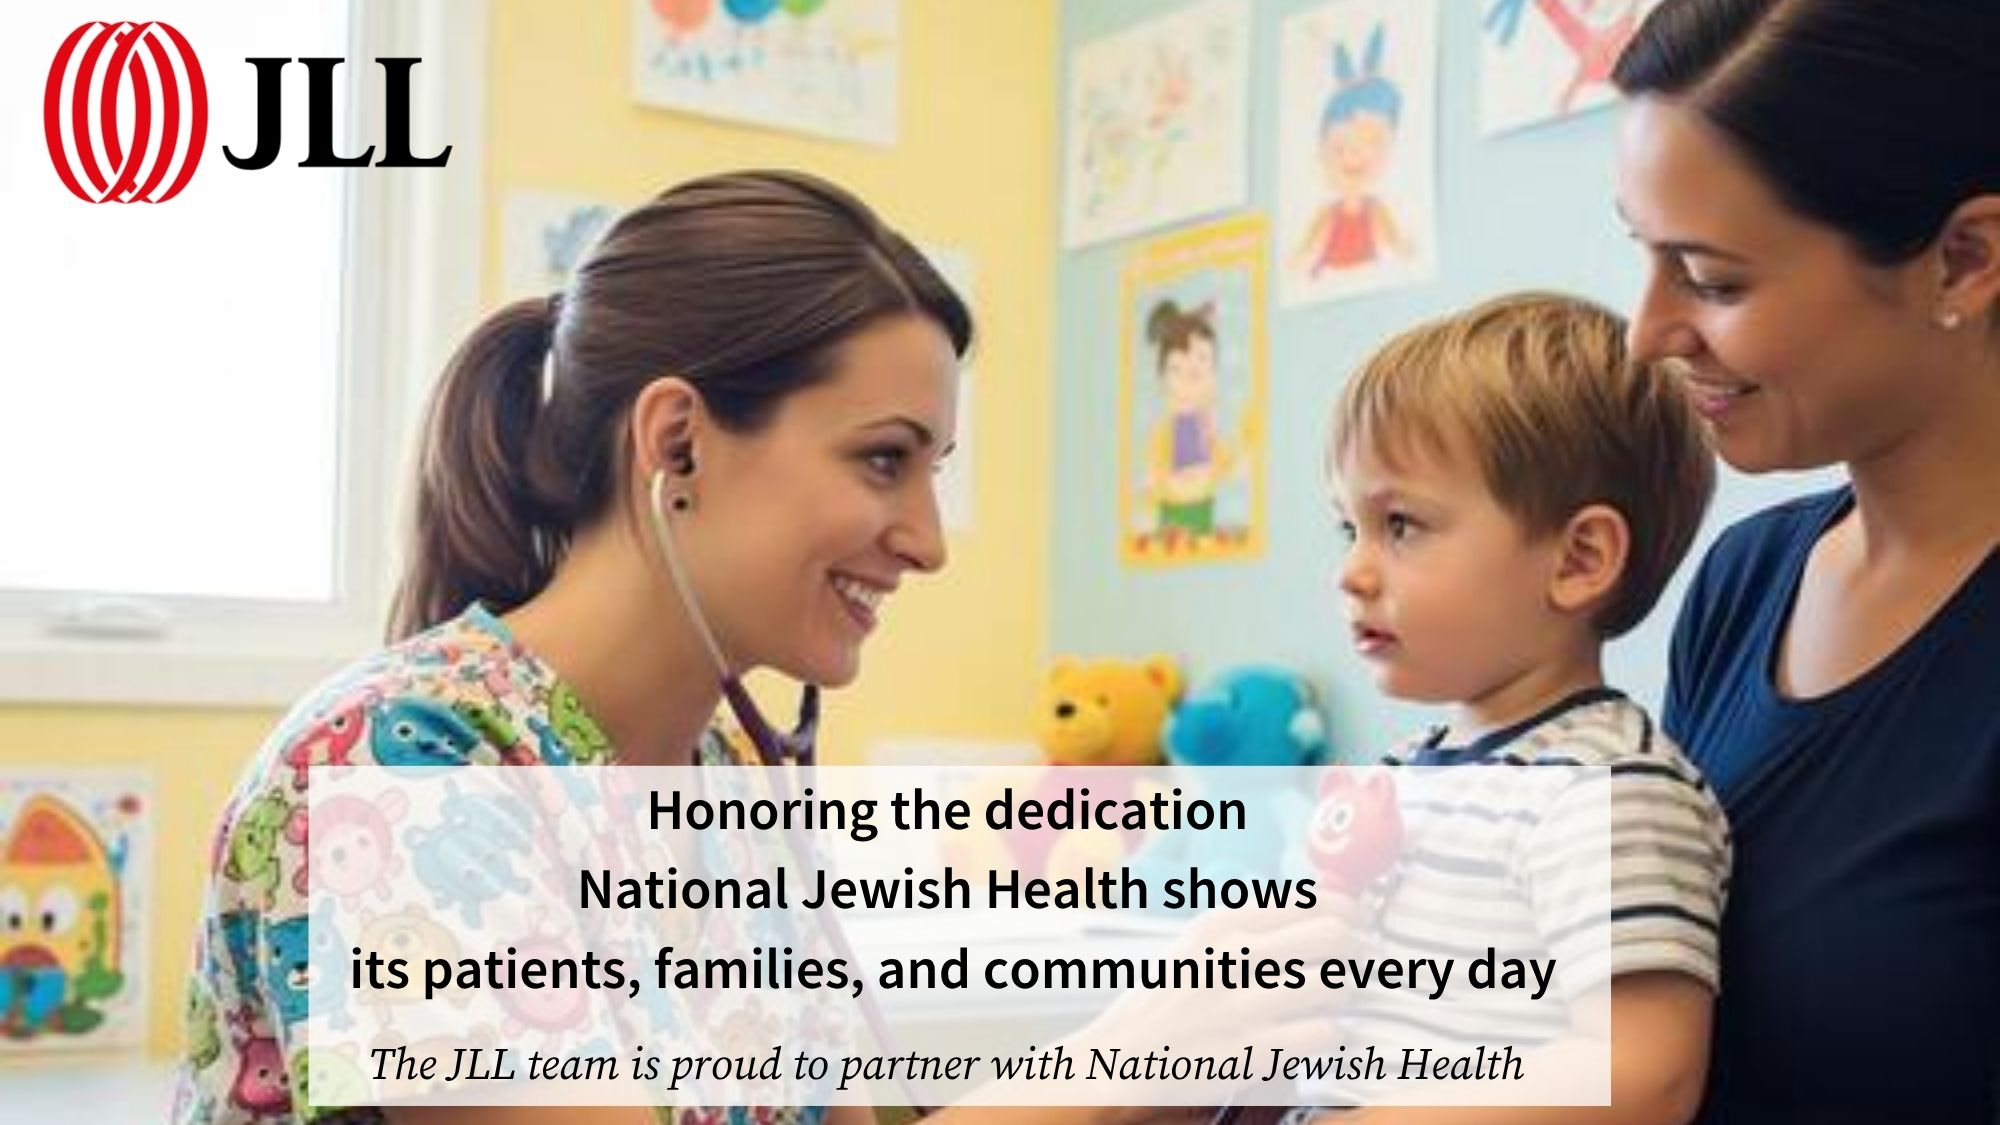 JLL
Honoring the dedication
National Jewish Health shows
its patients, families, and communities every day
The JLL team is proud to partner with National Jewish Health